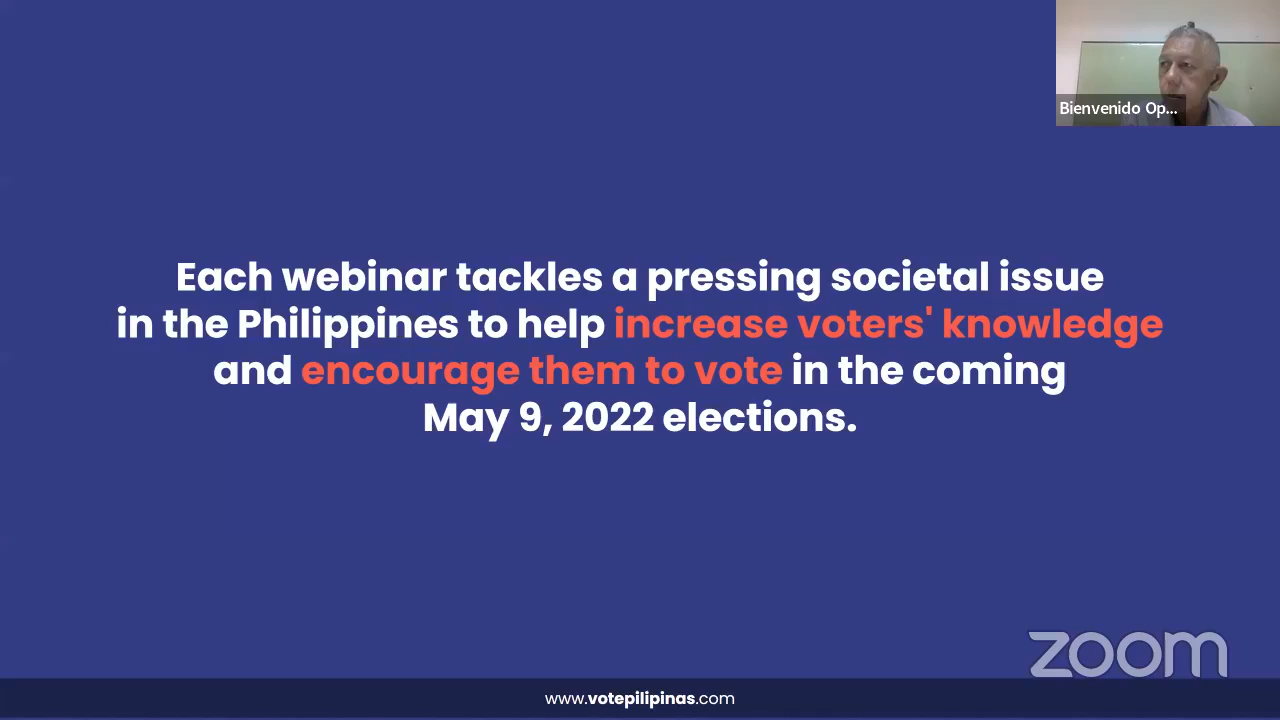 Bienvenido Op...
Each webinar tackles a pressing societal issue
in the Philippines to help increase voters' knowledge
and encourage them to vote in the coming
May 9, 2022 elections.
zoom
www.votepilipinas.com